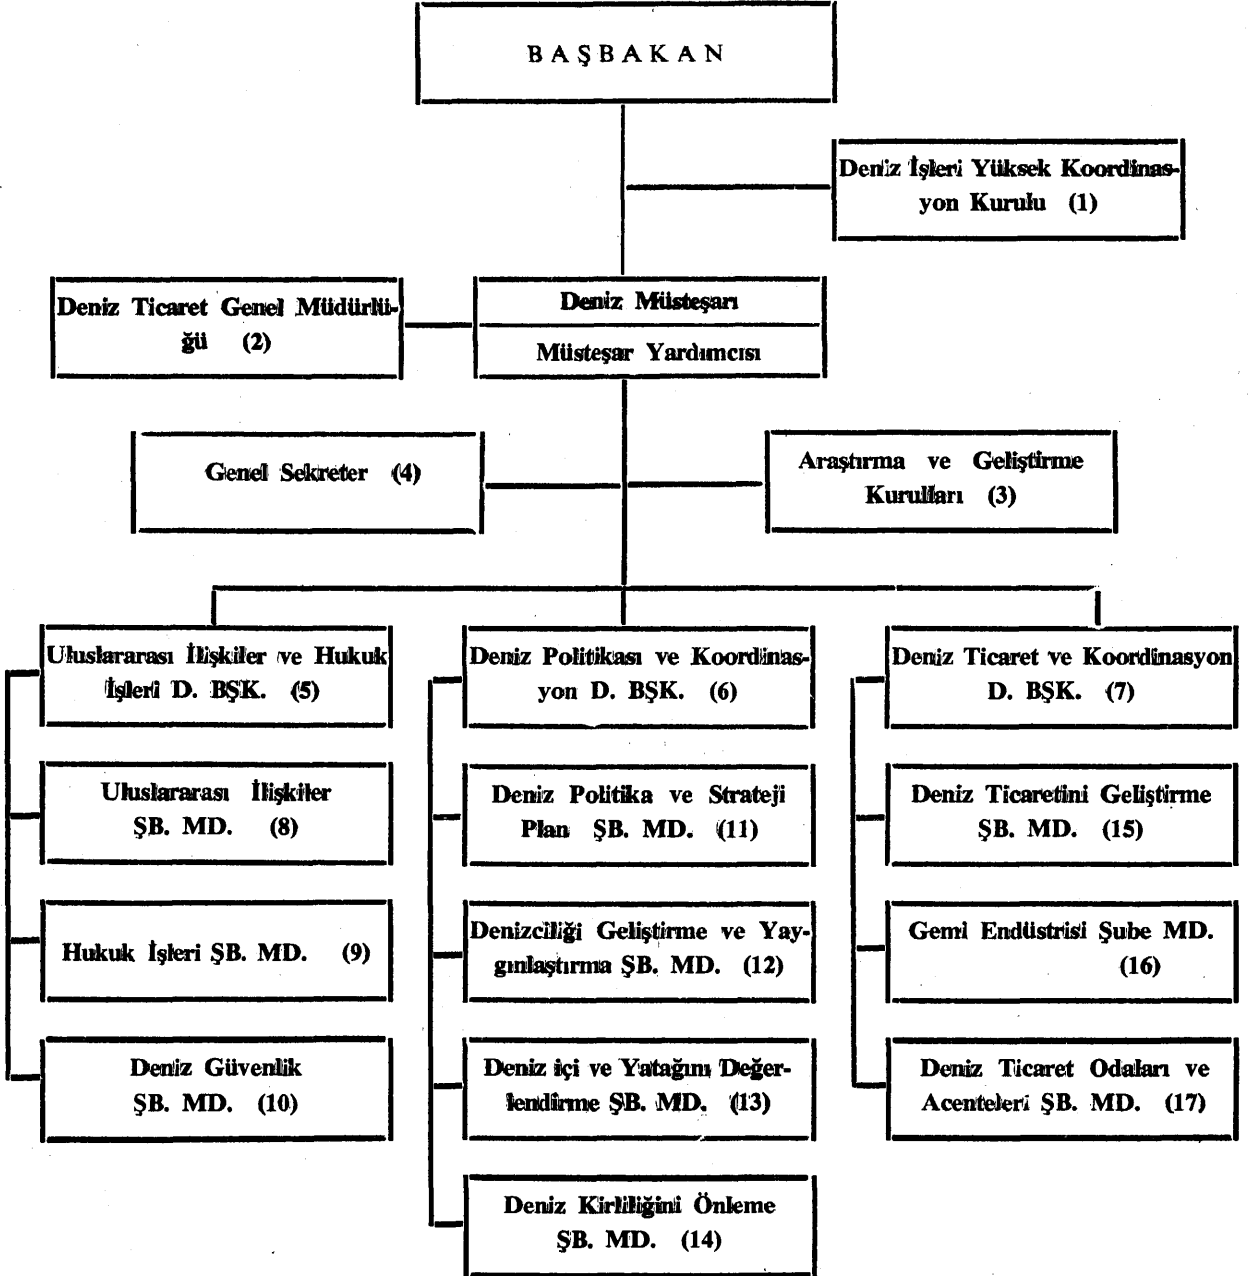 BAŞBAKAN
Deniz İşleri Yüksek Koordinas-
yon Kurulu (1)
Deniz Ticaret Genel Müdürlü-
ğü (2)
Deniz Müsteşarı
Müsteşar Yardımcısı
Genel Sekreter (4)
Araştırma ve Geliştirme
Kurulları (3)
Uluslararası İlişkiler ve Hukuk
İşleri D. BŞK. (5)
Uluslararası İlişkiler
ŞB. MD. (8)
Hukuk İşleri ŞB. MD. (9)
Deniz Güvenlik
ŞB. MD. (10)
Deniz Politikası ve Koordinas-
yon D. BŞK. (6)
Deniz Politika ve Strateji
Plan ŞB. MD. (11)
Denizciliği Geliştirme ve Yay-
gınlaştırma ŞB. MD. (12)
Deniz içi ve Yatağını Değer-
lendirme ŞB. MD. (13)
Deniz Kirliliğini Önleme
ŞB. MD. (14)
Deniz Ticaret ve Koordinasyon
D. BŞK. (7)
Deniz Ticaretini Geliştirme
ŞB. MD. (15)
Gemi Endüstrisi Şube MD.
(16)
Deniz Ticaret Odaları ve
Acenteleri ŞB. MD. (17)